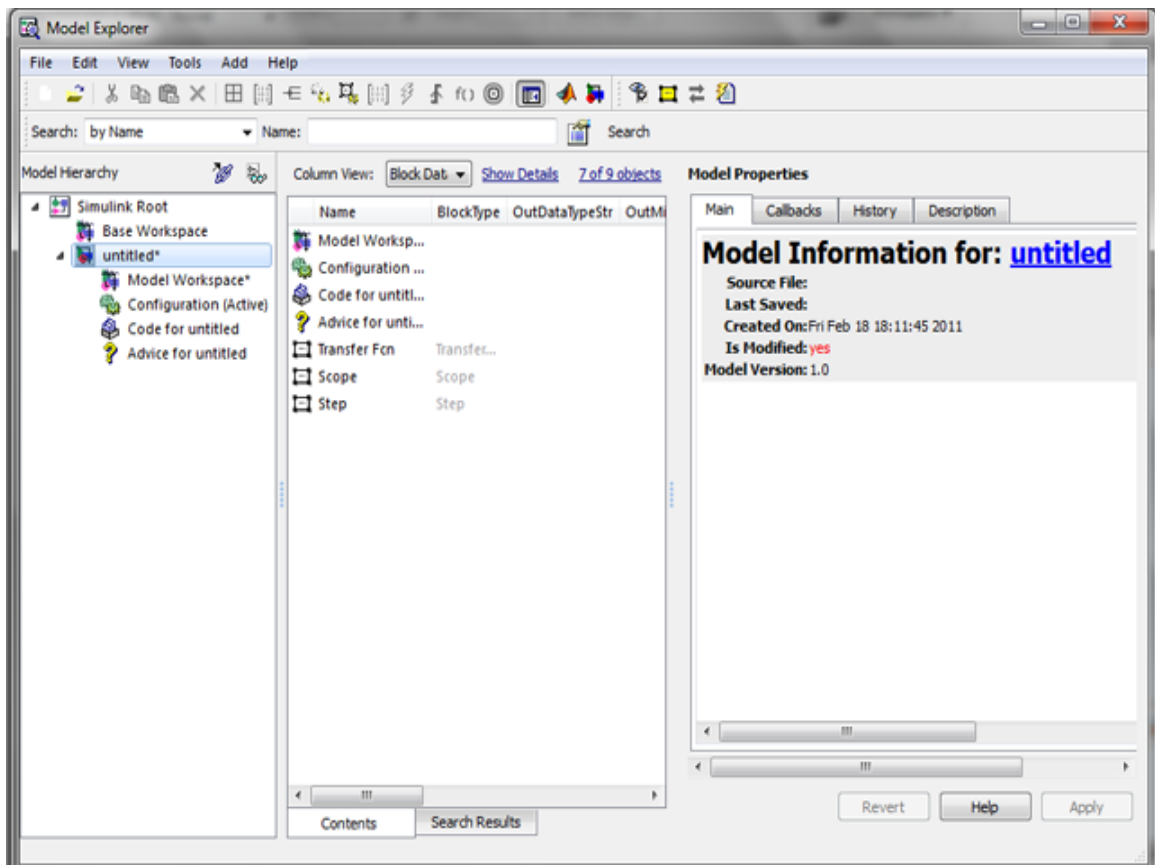 Model Explorer
File Edit View Tools Add Help
Search: by Name Name: Search
Model Hierarchy
Simulink Root
Base Workspace
untitled*
Model Workspace*
Configuration (Active)
Code for untitled
Advice for untitled
Column View: Block Dat Show Details 7 of 9 objects
Name BlockType OutDataTypeStr OutMi
Model Worksp...
Configuration ...
Code for untitl...
Advice for unti...
Transfer Fcn Transfer...
Scope Scope
Step Step
Contents Search Results
Model Properties
Main Callbacks History Description
Model Information for: untitled
Source File:
Last Saved:
Created On:Fri Feb 18 18:11:45 2011
Is Modified:yes
Model Version: 1.0
Revert Help Apply